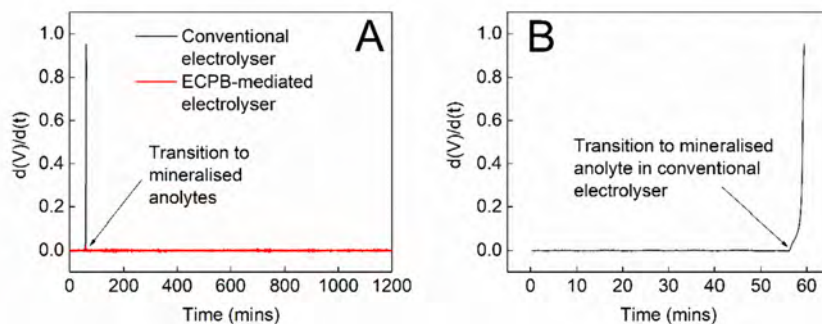 A
1.0
0.8
0.6
0.4
0.2
0.0
d(V)/d(t)
Conventional
electrolyser
ECPB-mediated
electrolyser
Transition to
mineralised
anolytes
0 200 400 600 800 1000 1200
Time (mins)
B
1.0
0.8
0.6
0.4
0.2
0.0
d(V)/d(t)
Transition to mineralised
anolyte in conventional
electrolyser
0 10 20 30 40 50 60
Time (mins)